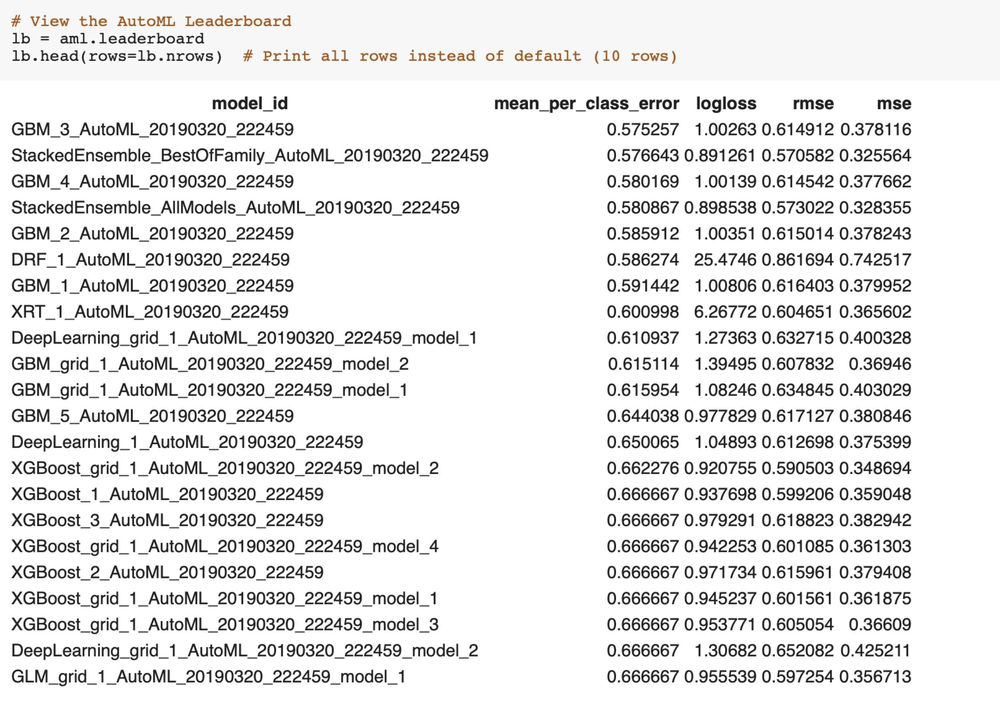 # View the AutoML Leaderboard
lb = aml.leaderboard
lb.head(rows=lb.nrows)  # Print all rows instead of default (10 rows)
model_id mean_per_class_error logloss rmse mse
GBM_3_AutoML_20190320_222459 0.575257 1.00263 0.614912 0.378116
StackedEnsemble_BestOfFamily_AutoML_20190320_222459 0.576643 0.891261 0.570582 0.325564
GBM_4_AutoML_20190320_222459 0.580169 1.00139 0.614542 0.377662
StackedEnsemble_AllModels_AutoML_20190320_222459 0.580867 0.898538 0.573022 0.328355
GBM_2_AutoML_20190320_222459 0.585912 1.00351 0.615014 0.378243
DRF_1_AutoML_20190320_222459 0.586274 25.4746 0.861694 0.742517
GBM_1_AutoML_20190320_222459 0.591442 1.00806 0.616403 0.379952
XRT_1_AutoML_20190320_222459 0.600998 6.26772 0.604651 0.365602
DeepLearning_grid_1_AutoML_20190320_222459_model_1 0.610937 1.27363 0.632715 0.400328
GBM_grid_1_AutoML_20190320_222459_model_2 0.615114 1.39495 0.607832 0.36946
GBM_grid_1_AutoML_20190320_222459_model_1 0.615954 1.08246 0.634845 0.403029
GBM_5_AutoML_20190320_222459 0.644038 0.977829 0.617127 0.380846
DeepLearning_1_AutoML_20190320_222459 0.650065 1.04893 0.612698 0.375399
XGBoost_grid_1_AutoML_20190320_222459_model_2 0.662276 0.920755 0.590503 0.348694
XGBoost_1_AutoML_20190320_222459 0.666667 0.937698 0.599206 0.359048
XGBoost_3_AutoML_20190320_222459 0.666667 0.979291 0.618823 0.382942
XGBoost_grid_1_AutoML_20190320_222459_model_4 0.666667 0.942253 0.601085 0.361303
XGBoost_2_AutoML_20190320_222459 0.666667 0.971734 0.615961 0.379408
XGBoost_grid_1_AutoML_20190320_222459_model_1 0.666667 0.945237 0.601561 0.361875
XGBoost_grid_1_AutoML_20190320_222459_model_3 0.666667 0.953771 0.605054 0.36609
DeepLearning_grid_1_AutoML_20190320_222459_model_2 0.666667 1.30682 0.652082 0.425211
GLM_grid_1_AutoML_20190320_222459_model_1 0.666667 0.955539 0.597254 0.356713